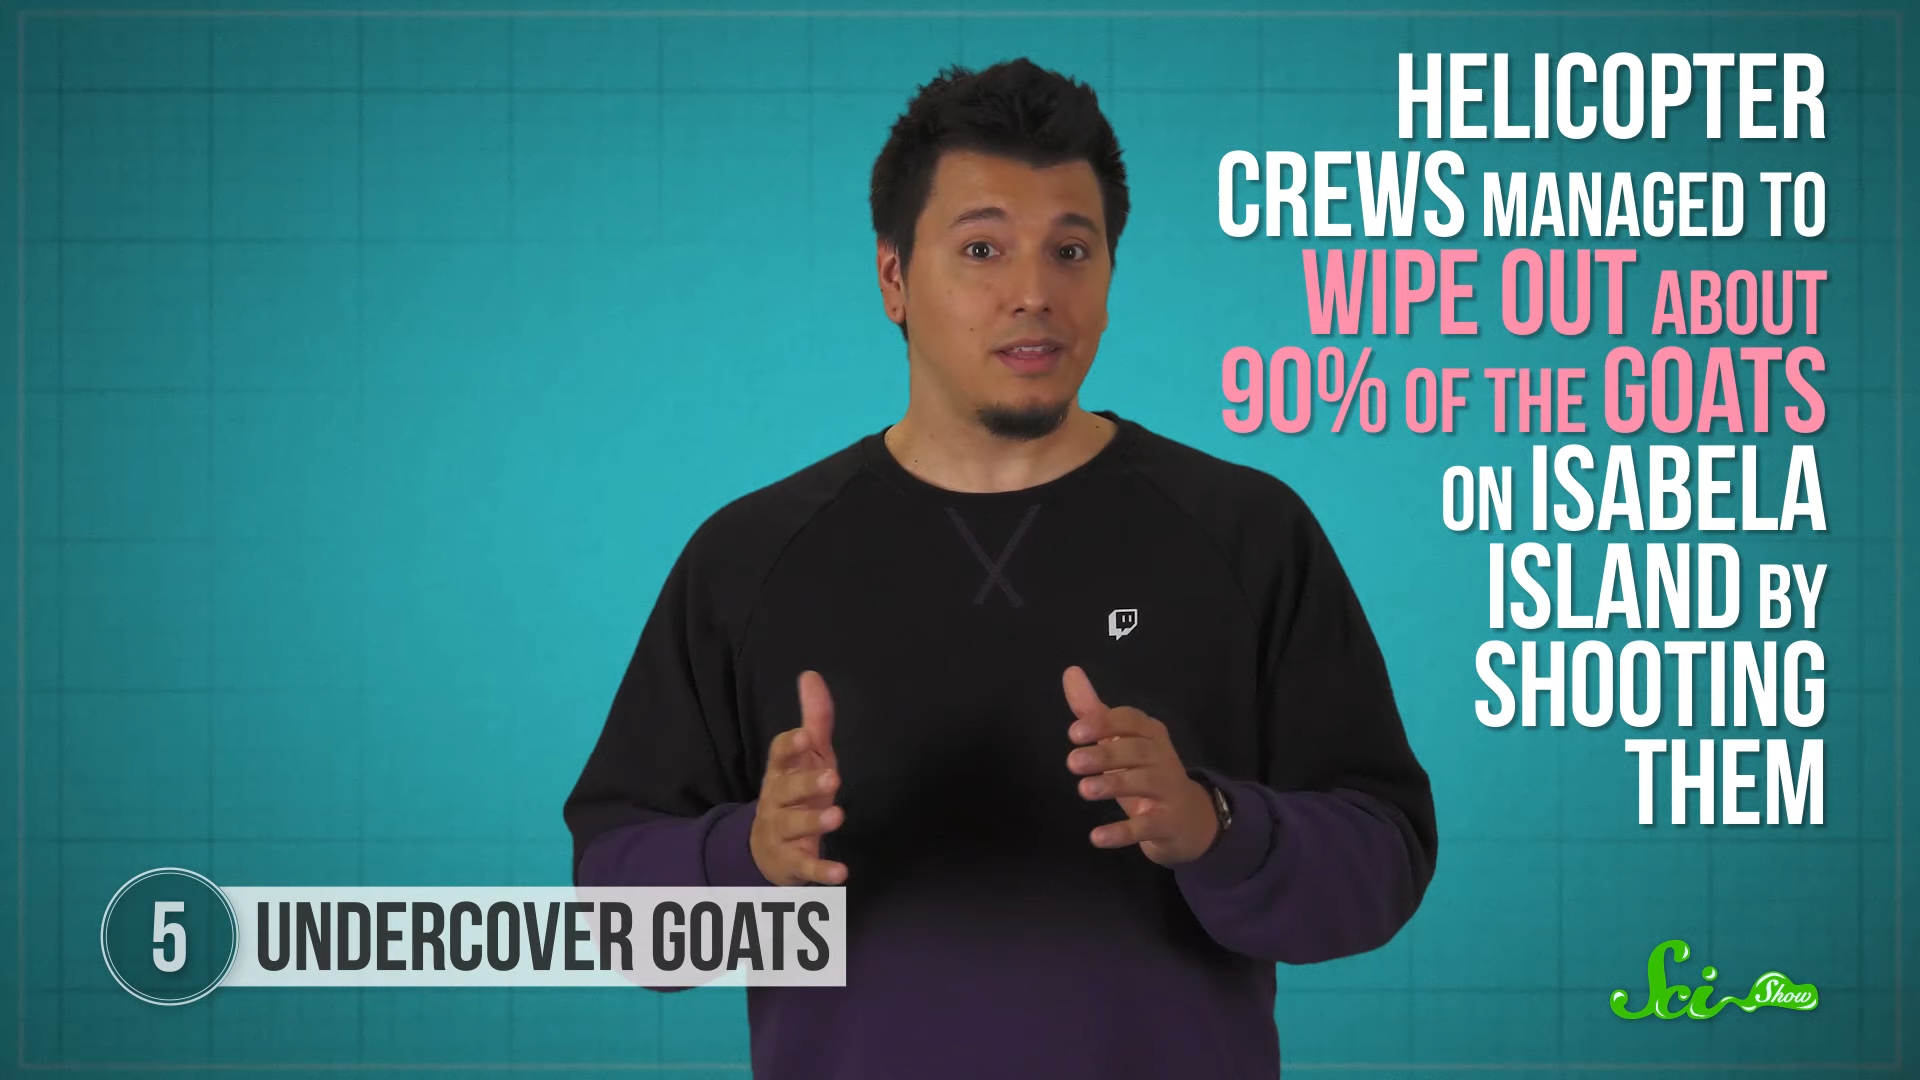 HELICOPTER
CREWS MANAGED TO
WIPE OUT ABOUT
90% OF THE GOATS
ON ISABELA
ISLAND BY
SHOOTING
THEM
5 UNDERCOVER GOATS
Sci Show